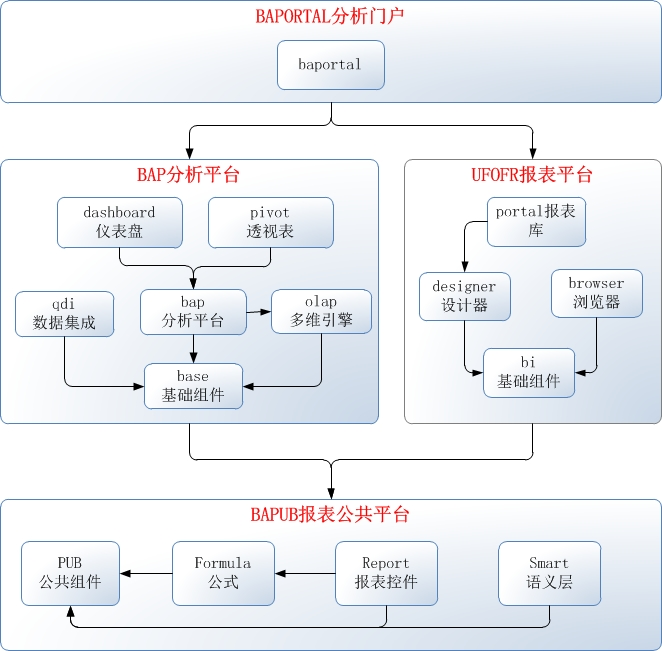 BAPORTAL分析门户
baportal
BAP分析平台
dashboard
仪表盘
pivot
透视表
qdi
数据集成
bap
分析平台
olap
多维引擎
base
基础组件
UFOFR报表平台
portal报表
库
designer
设计器
browser
浏览器
bi
基础组件
BAPUB报表公共平台
PUB
公共组件
Formula
公式
Report
报表控件
Smart
语义层